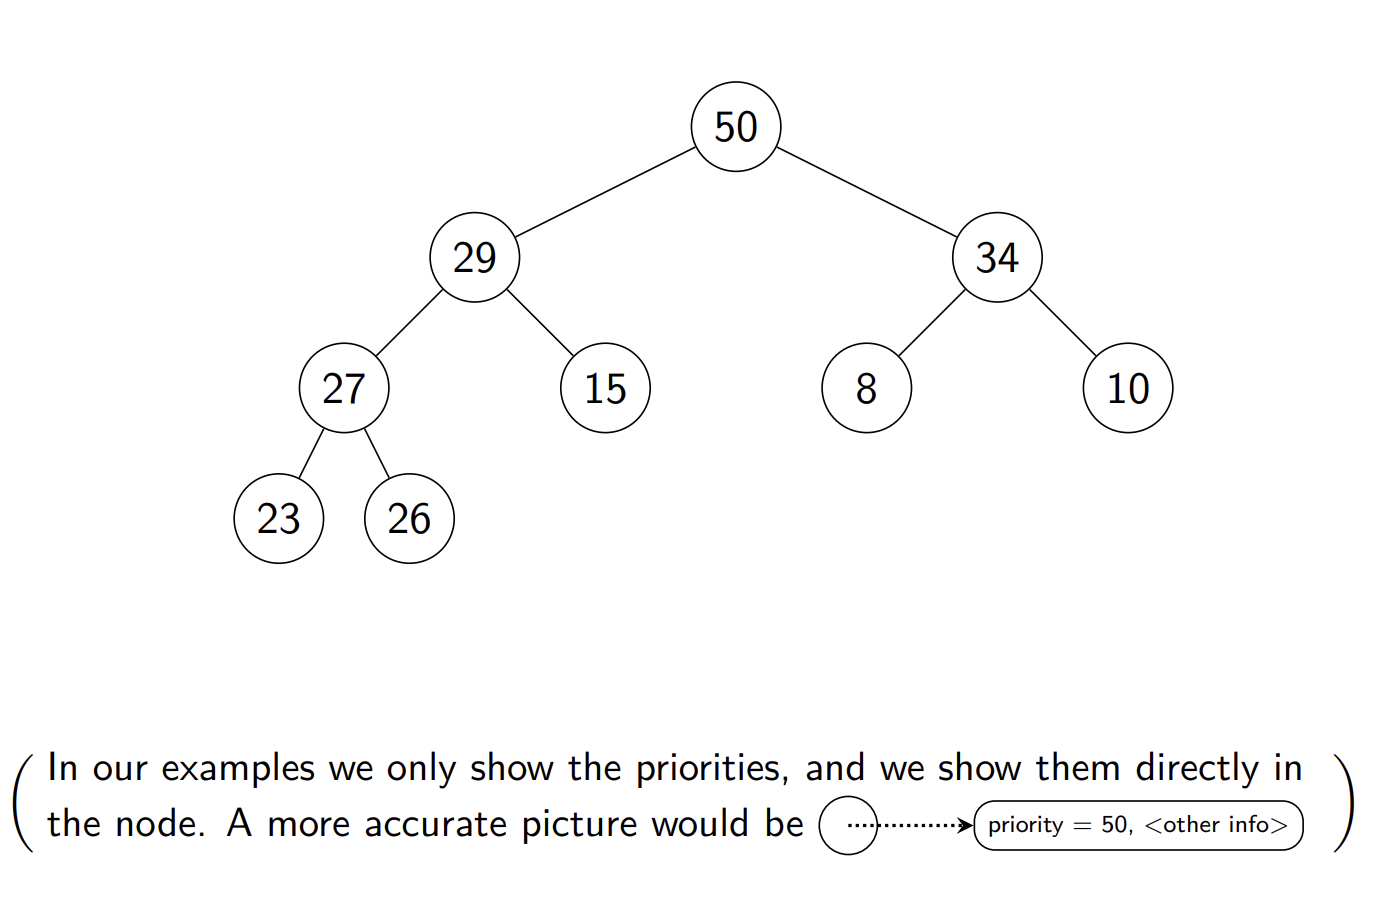 50
29 34
27 15 8 10
23 26
In our examples we only show the priorities, and we show them directly in
the node. A more accurate picture would be priority = 50, <other info>